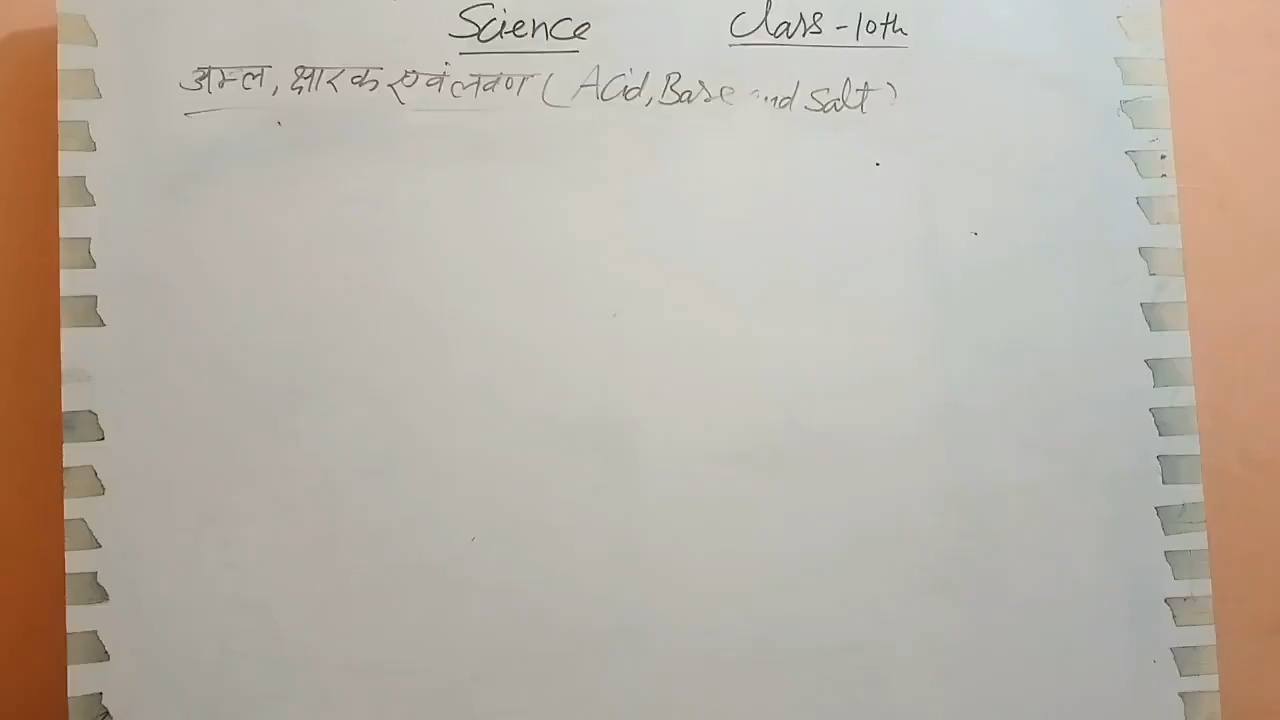 Science Class-10th
अम्ल, क्षारक एवं लवण (Acid, Base and Salt)